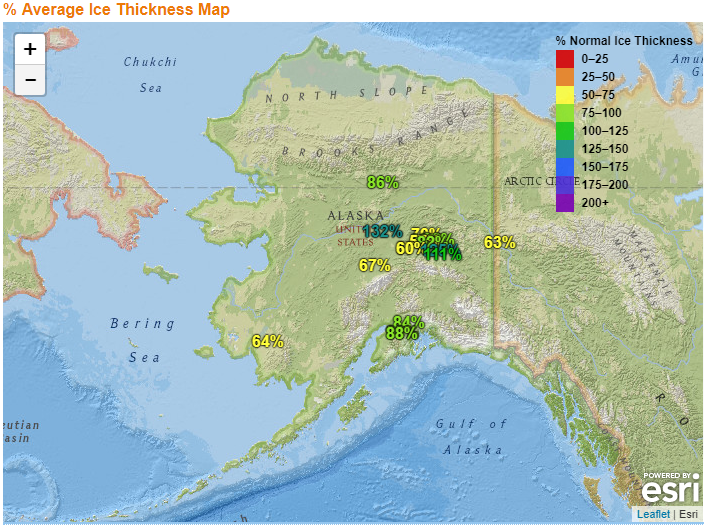 % Average Ice Thickness Map
+
−
Chukchi
Sea
NORTH SLOPE
BROOKS RANGE
% Normal Ice Thickness
0–25
25–50
50–75
75–100
100–125
125–150
150–175
175–200
200+
ARCTIC CIRCLE
86%
ALASKA
UNITED
STATES
132%
60%
111%
63%
67%
MACKENZIE
MOUNTAINS
Bering
Sea
64%
84%
88%
Gulf of
Alaska
POWERED BY
esri
Leaflet | Esri